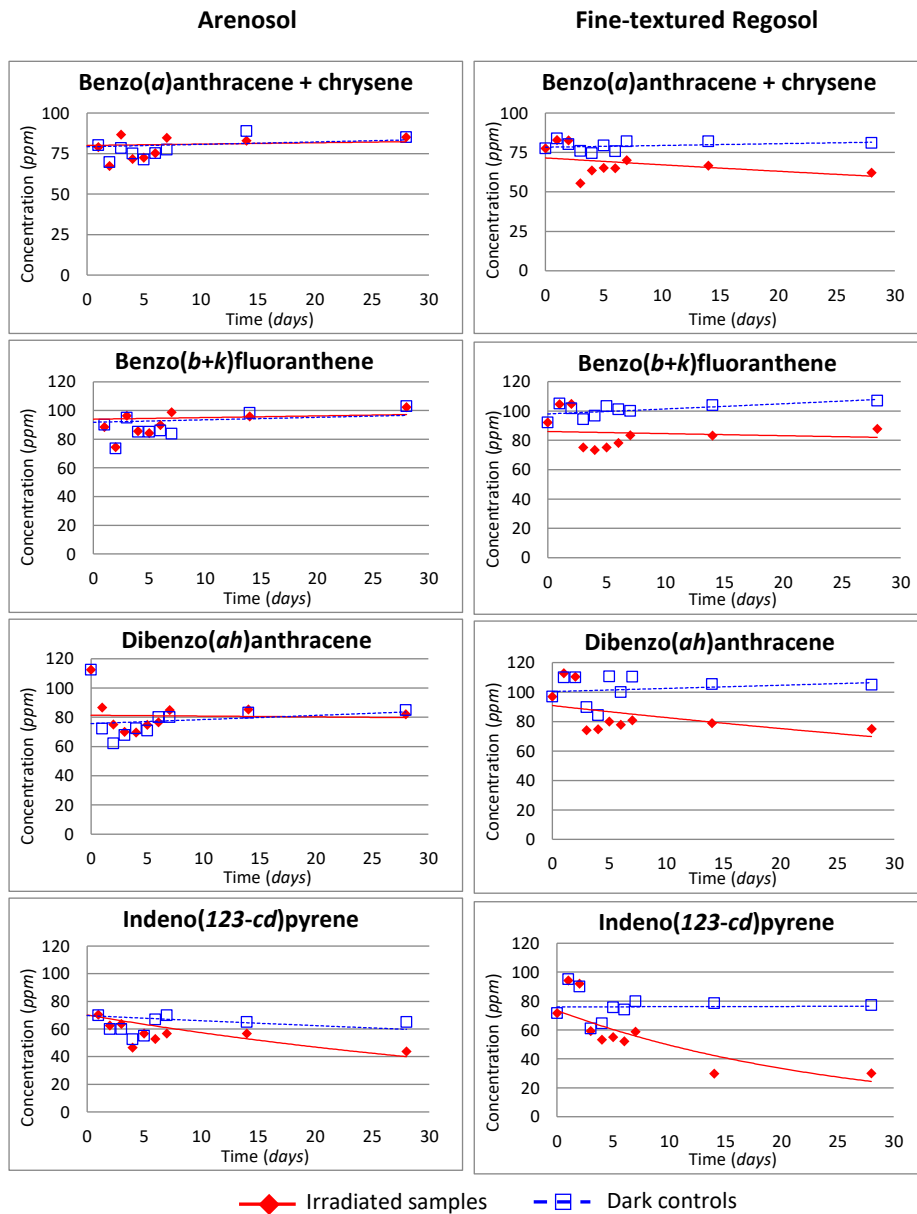 Arenosol
Fine-textured Regosol
Benzo(a)anthracene + chrysene
Concentration (ppm)
100
75
50
25
0
0 5 10 15 20 25 30
Time (days)
Benzo(a)anthracene + chrysene
Concentration (ppm)
100
75
50
25
0
0 5 10 15 20 25 30
Time (days)
Benzo(b+k)fluoranthene
Concentration (ppm)
120
100
80
60
40
20
0
0 5 10 15 20 25 30
Time (days)
Benzo(b+k)fluoranthene
Concentration (ppm)
120
100
80
60
40
20
0
0 5 10 15 20 25 30
Time (days)
Dibenzo(ah)anthracene
Concentration (ppm)
120
100
80
60
40
20
0
0 5 10 15 20 25 30
Time (days)
Dibenzo(ah)anthracene
Concentration (ppm)
120
100
80
60
40
20
0
0 5 10 15 20 25 30
Time (days)
Indeno(123-cd)pyrene
Concentration (ppm)
120
100
80
60
40
20
0
0 5 10 15 20 25 30
Time (days)
Indeno(123-cd)pyrene
Concentration (ppm)
120
100
80
60
40
20
0
0 5 10 15 20 25 30
Time (days)
Irradiated samples
Dark controls